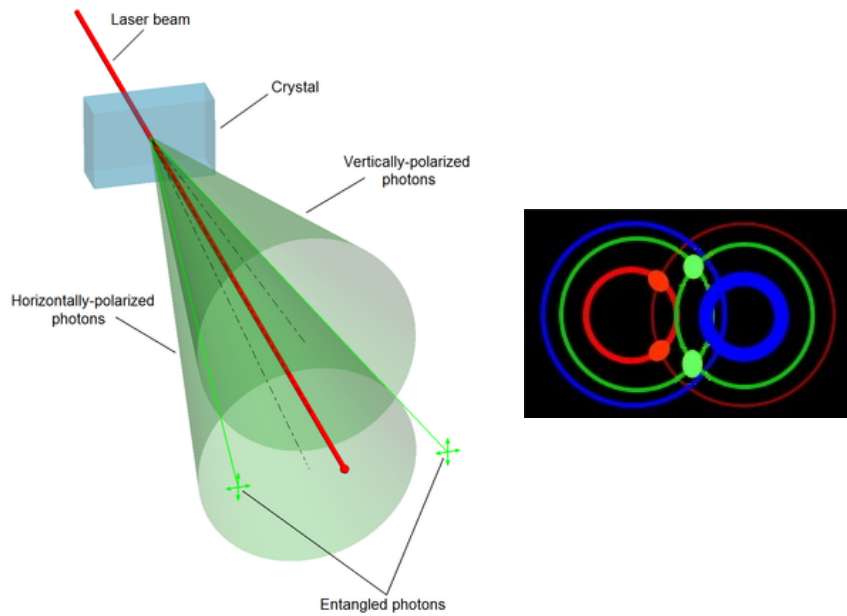 Laser beam
Crystal
Vertically-polarized
photons
Horizontally-polarized
photons
Entangled photons